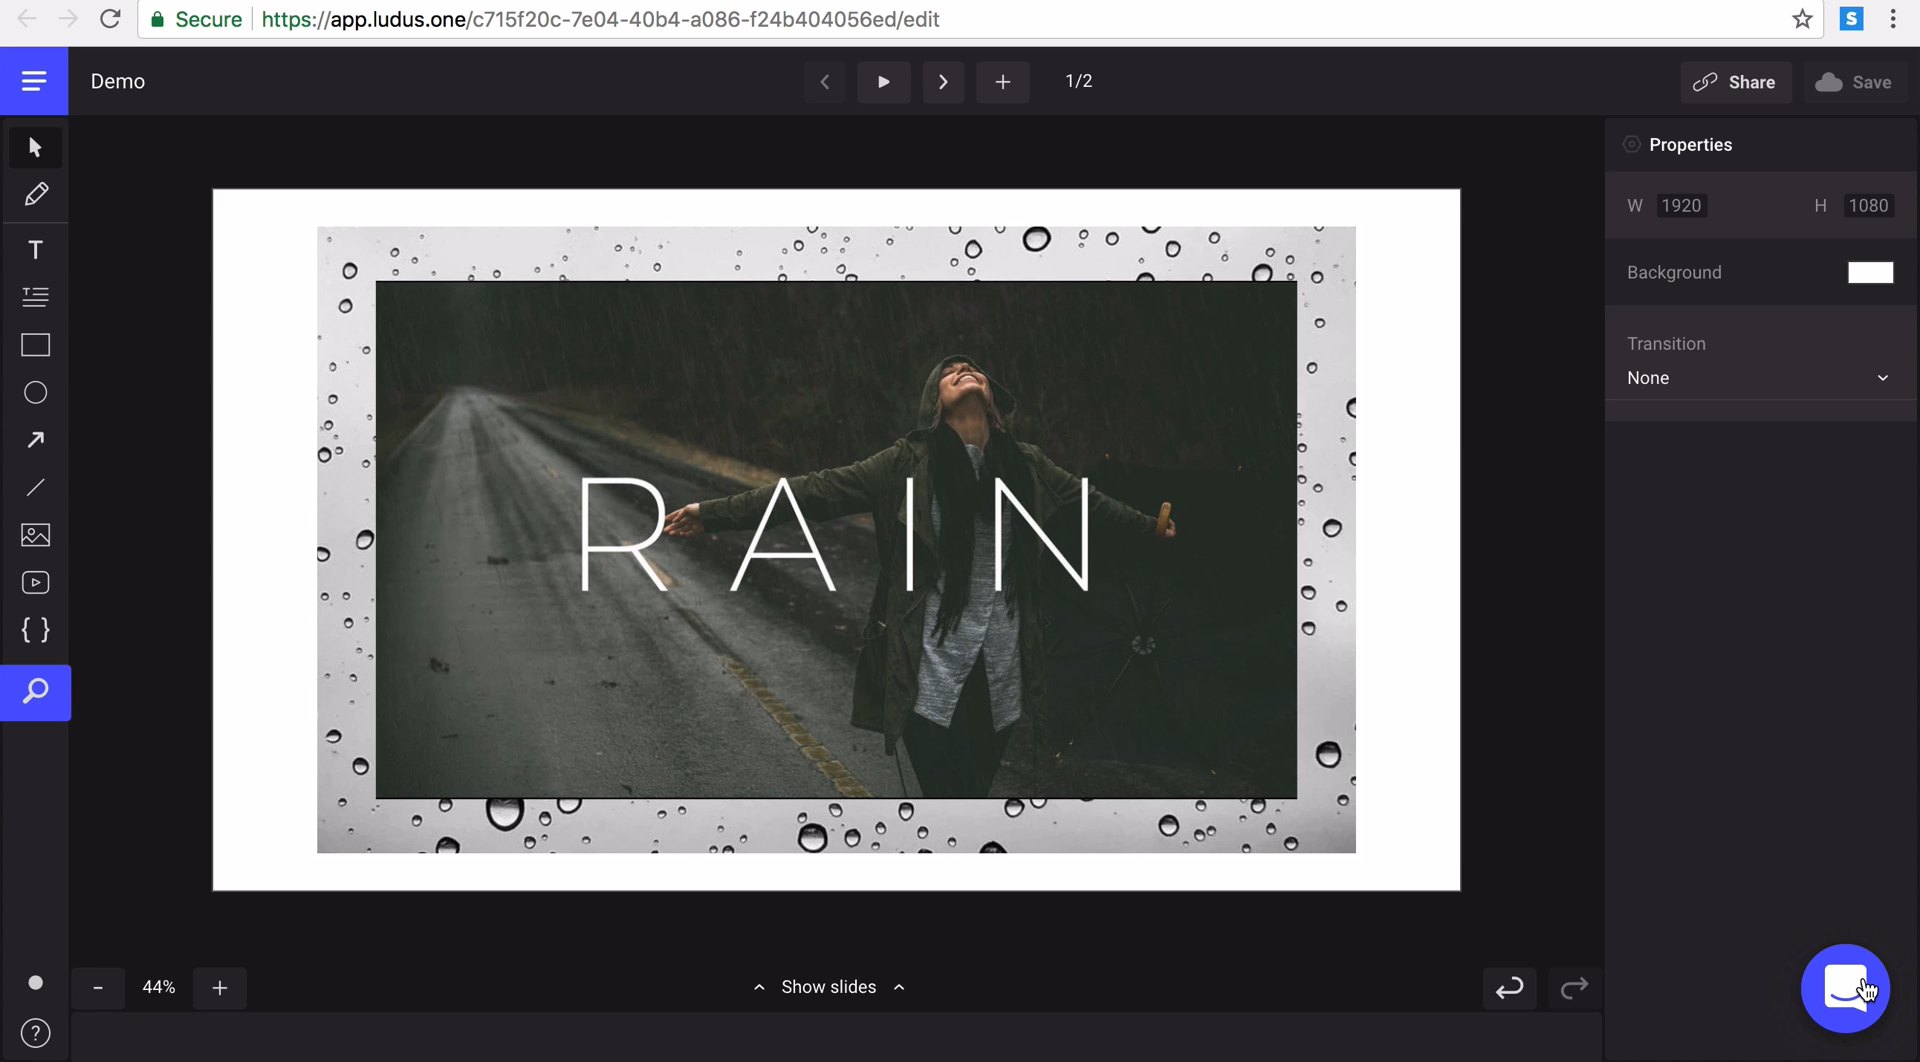 Secure https://app.ludus.one/c715f20c-7e04-40b4-a086-f24b404056ed/edit S
Demo
1/2
Share
Save
Properties
W 1920 H 1080
Background
Transition
None
T
RAIN
{ }
- 44% +
Show slides
?